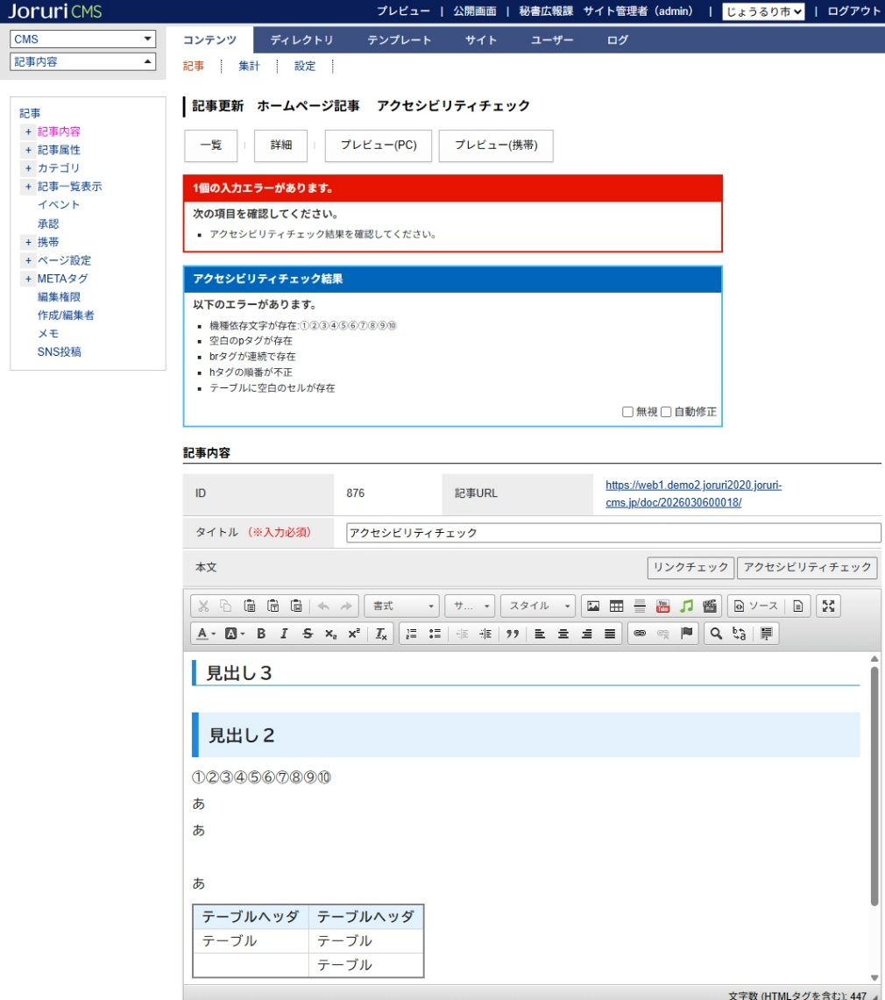 Joruri CMS
プレビュー | 公開画面 | 秘書広報課 サイト管理者（admin） | じょうるり市 | ログアウト
CMS
記事内容
コンテンツ ディレクトリ テンプレート サイト ユーザー ログ
記事 集計 設定
記事
+ 記事内容
+ 記事属性
+ カテゴリ
+ 記事一覧表示
イベント
承認
+ 携帯
+ ページ設定
+ METAタグ
編集権限
作成/編集者
メモ
SNS投稿
記事更新 ホームページ記事 アクセシビリティチェック
一覧 詳細 プレビュー(PC) プレビュー(携帯)
1個の入力エラーがあります。
次の項目を確認してください。
アクセシビリティチェック結果を確認してください。
アクセシビリティチェック結果
以下のエラーがあります。
機種依存文字が存在:①②③④⑤⑥⑦⑧⑨⑩
空白のpタグが存在
brタグが連続で存在
hタグの順番が不正
テーブルに空白のセルが存在
無視 自動修正
記事内容
ID 876 記事URL https://web1.demo2.joruri2020.joruri-
cms.jp/doc/2026030600018/
タイトル （※入力必須） アクセシビリティチェック
本文 リンクチェック アクセシビリティチェック
書式 サ... スタイル You Tube ソース
A A B I S x₂ x² Ix
見出し３
見出し２
①②③④⑤⑥⑦⑧⑨⑩
あ
あ
あ
テーブルヘッダ テーブルヘッダ
テーブル テーブル
テーブル
文字数 (HTMLタグを含む): 447